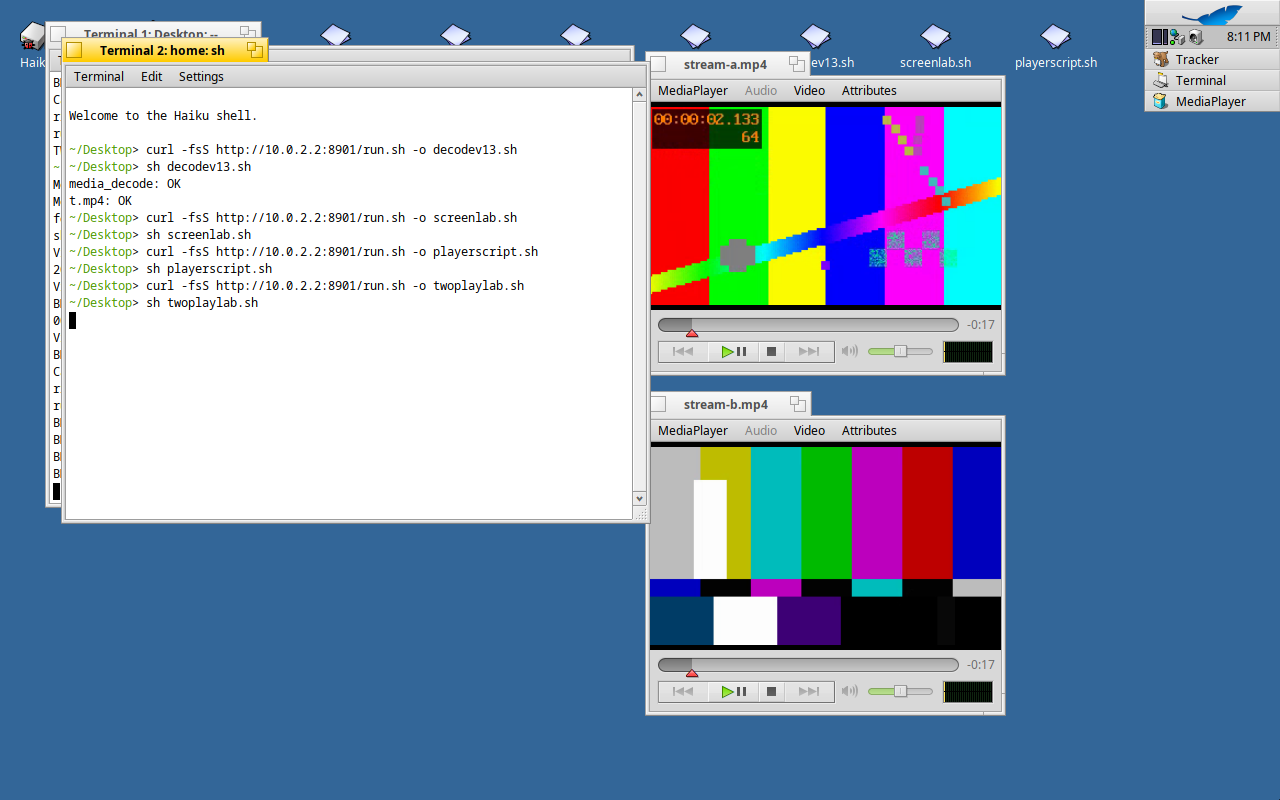 Haik
ev13.sh
screenlab.sh
playerscript.sh
8:11 PM
Tracker
Terminal
MediaPlayer
Terminal 1: Desktop: --
Terminal 2: home: sh
Terminal Edit Settings
Welcome to the Haiku shell.
~/Desktop> curl -fsS http://10.0.2.2:8901/run.sh -o decodev13.sh
~/Desktop> sh decodev13.sh
media_decode: OK
t.mp4: OK
~/Desktop> curl -fsS http://10.0.2.2:8901/run.sh -o screenlab.sh
~/Desktop> sh screenlab.sh
~/Desktop> curl -fsS http://10.0.2.2:8901/run.sh -o playerscript.sh
~/Desktop> sh playerscript.sh
~/Desktop> curl -fsS http://10.0.2.2:8901/run.sh -o twoplaylab.sh
~/Desktop> sh twoplaylab.sh
stream-a.mp4
MediaPlayer Audio Video Attributes
00:00:02.133
64
-0:17
stream-b.mp4
MediaPlayer Audio Video Attributes
-0:17